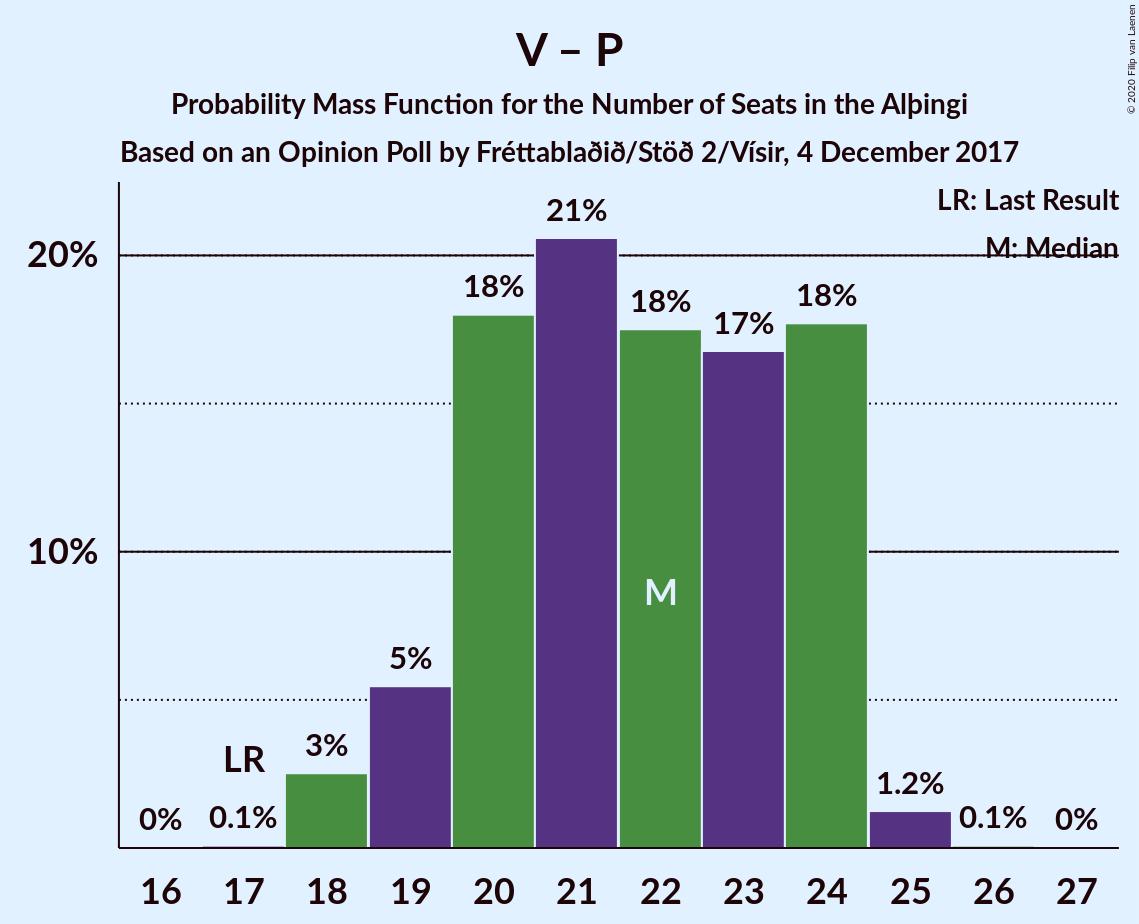 V – P
Probability Mass Function for the Number of Seats in the Alþingi
Based on an Opinion Poll by Fréttablaðið/Stöð 2/Vísir, 4 December 2017
© 2020 Filip van Laenen
LR: Last Result
M: Median
20%
10%
0%
LR
0.1%
3%
5%
18%
21%
18%
M
17%
18%
1.2%
0.1%
0%
16 17 18 19 20 21 22 23 24 25 26 27